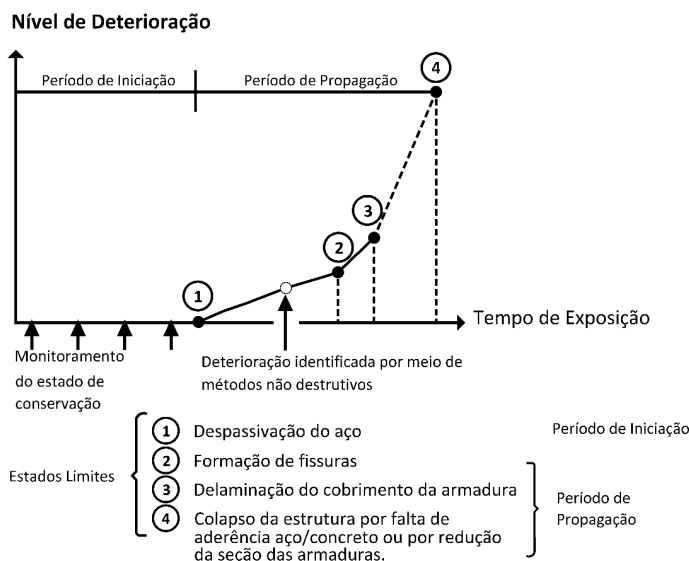 Nível de Deterioração
Período de Iniciação
Período de Propagação
4
3
2
1
Tempo de Exposição
Monitoramento
do estado de
conservação
Deterioração identificada por meio de
métodos não destrutivos
Estados Limites
1 Despassivação do aço
Período de Iniciação
2 Formação de fissuras
3 Delaminação do cobrimento da armadura
4 Colapso da estrutura por falta de
aderência aço/concreto ou por redução
da secão das armaduras.
Período de
Propagação